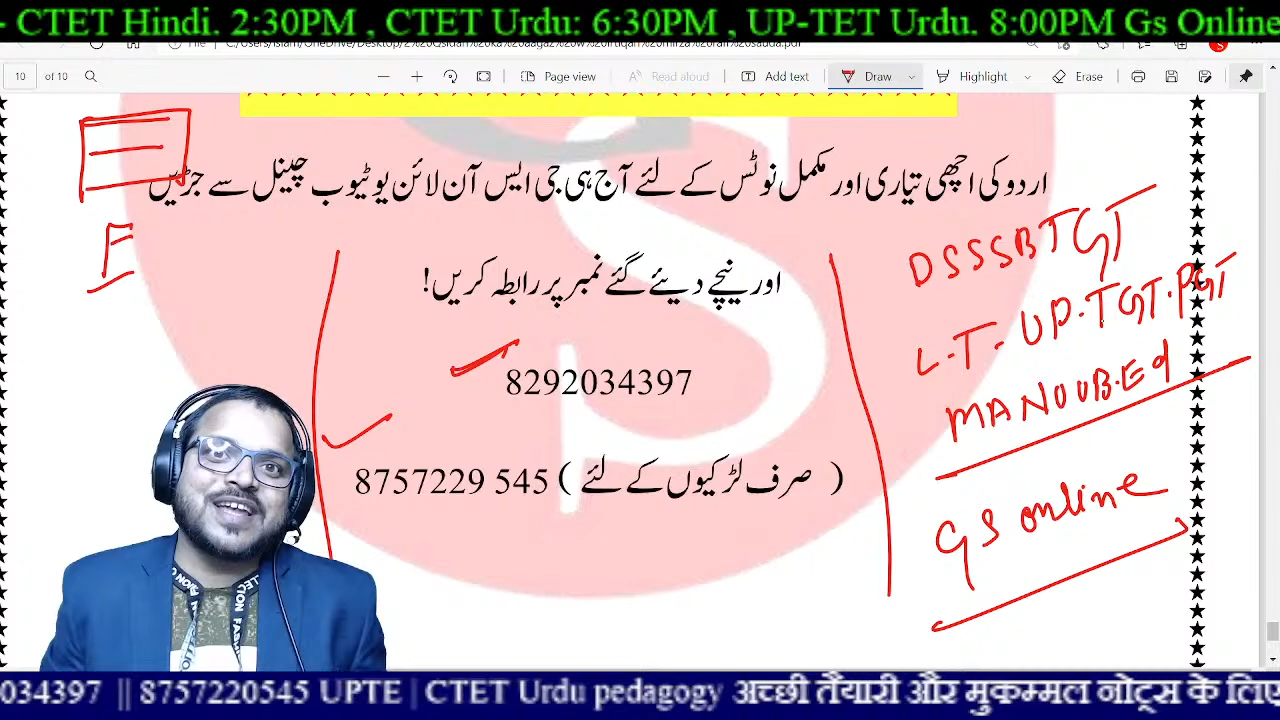 - CTET Hindi. 2:30PM , CTET Urdu: 6:30PM , UP-TET Urdu. 8:00PM Gs Online
10 of 10 Page view Read aloud Add text Draw Highlight Erase
اردو کی اچھی تیاری اور مکمل نوٹس کے لئے آج ہی جی ایس آن لائن یوٹیوب چینل سے جڑیں
اور نیچے دیئے گئے نمبر پر رابطہ کریں!
8292034397
8757229 545 ( صرف لڑکیوں کے لئے )
DSSSB TGT
L.T. UP.TGT.PGT
MANUU B.Ed
GS online
034397 || 8757220545 UPTE | CTET Urdu pedagogy अच्छी तैयारी और मुकम्मल नोट्स के लिए